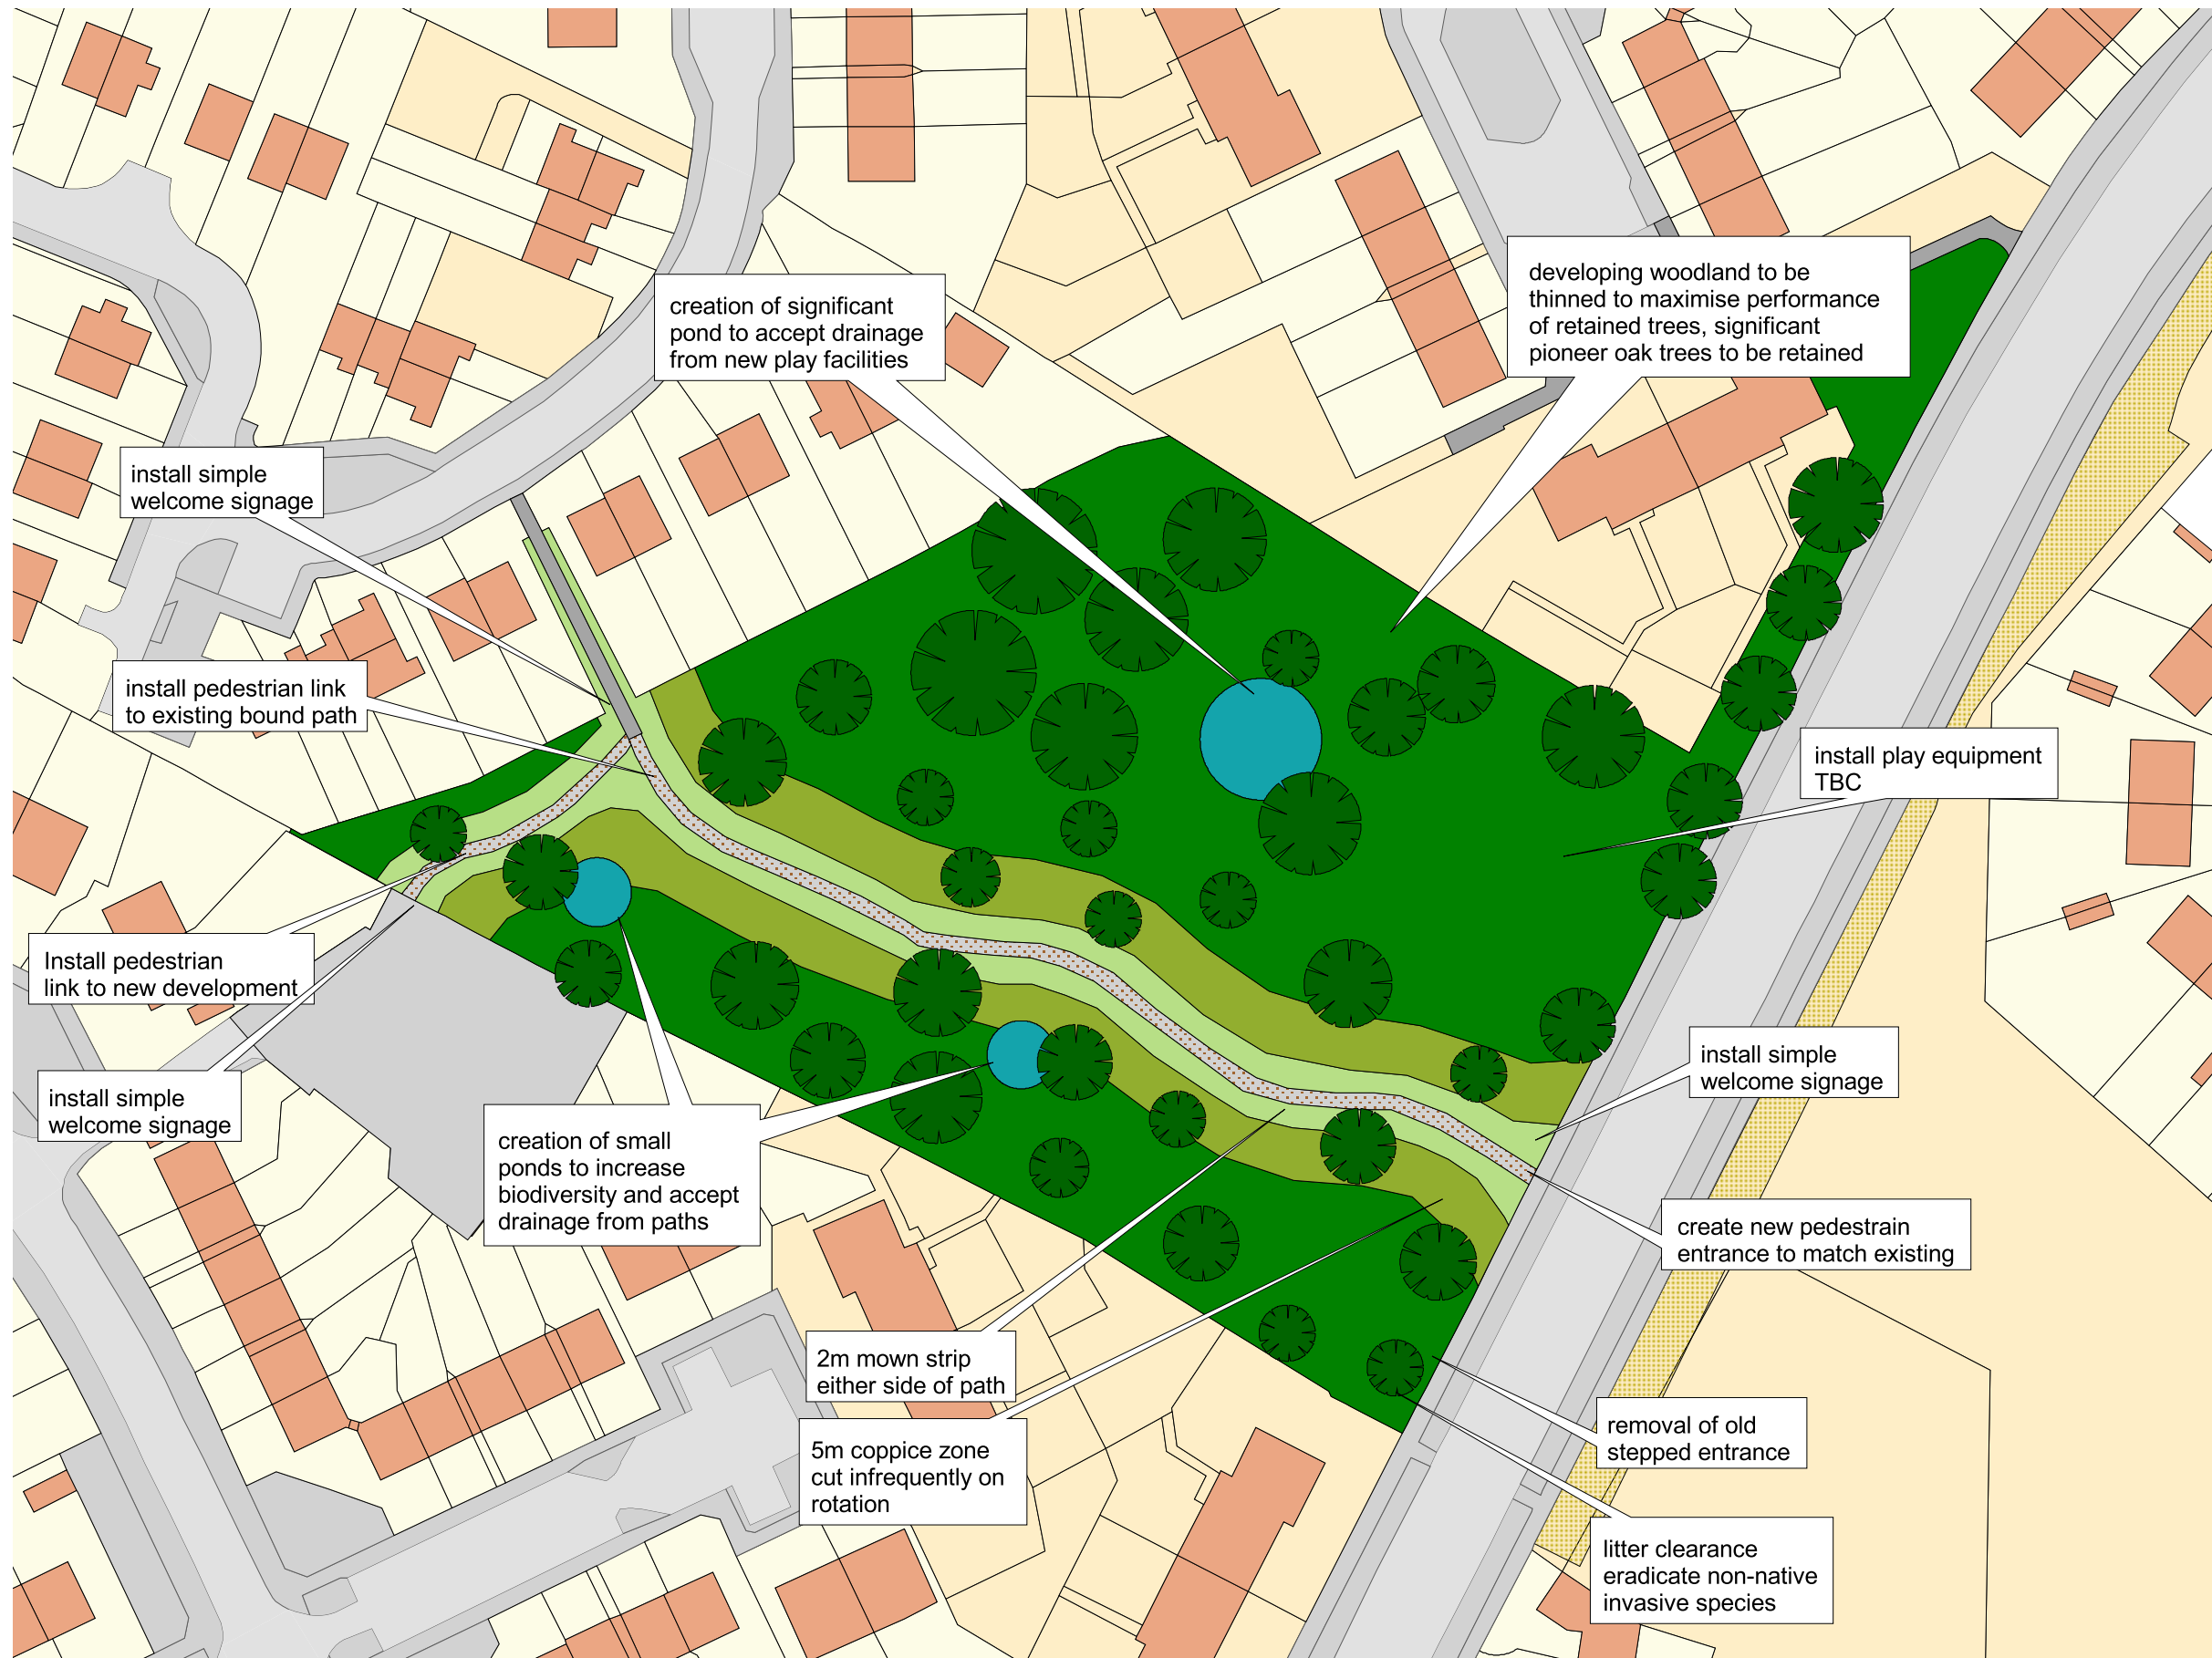 developing woodland to be
thinned to maximise performance
of retained trees, significant
pioneer oak trees to be retained
creation of significant
pond to accept drainage
from new play facilities
install simple
welcome signage
install pedestrian link
to existing bound path
install play equipment
TBC
Install pedestrian
link to new development
install simple
welcome signage
install simple
welcome signage
creation of small
ponds to increase
biodiversity and accept
drainage from paths
create new pedestrain
entrance to match existing
2m mown strip
either side of path
5m coppice zone
cut infrequently on
rotation
removal of old
stepped entrance
litter clearance
eradicate non-native
invasive species